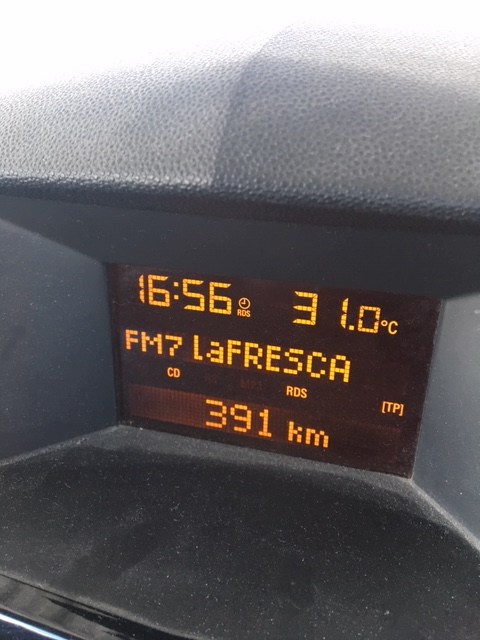 16:56 RDS 31.0°C
FM7 laFRESCA
CD RDS [TP]
391 km